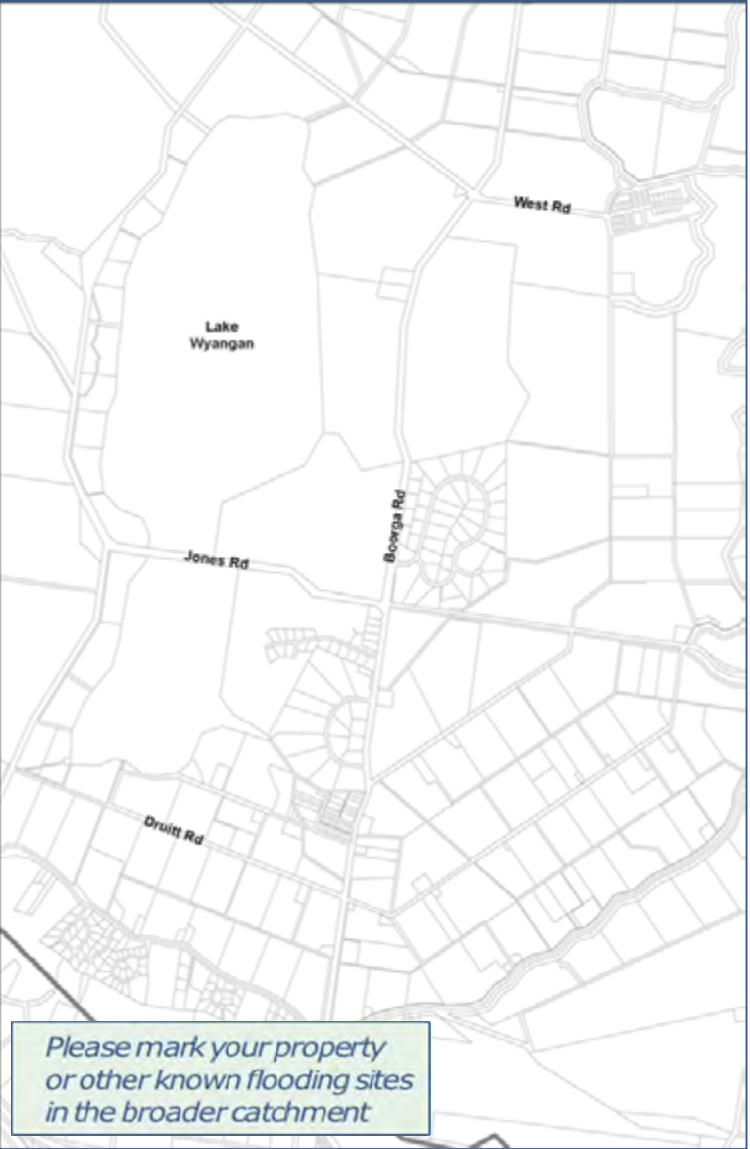 West Rd
Lake
Wyangan
Boorga Rd
Jones Rd
Druitt Rd
Please mark your property
or other known flooding sites
in the broader catchment